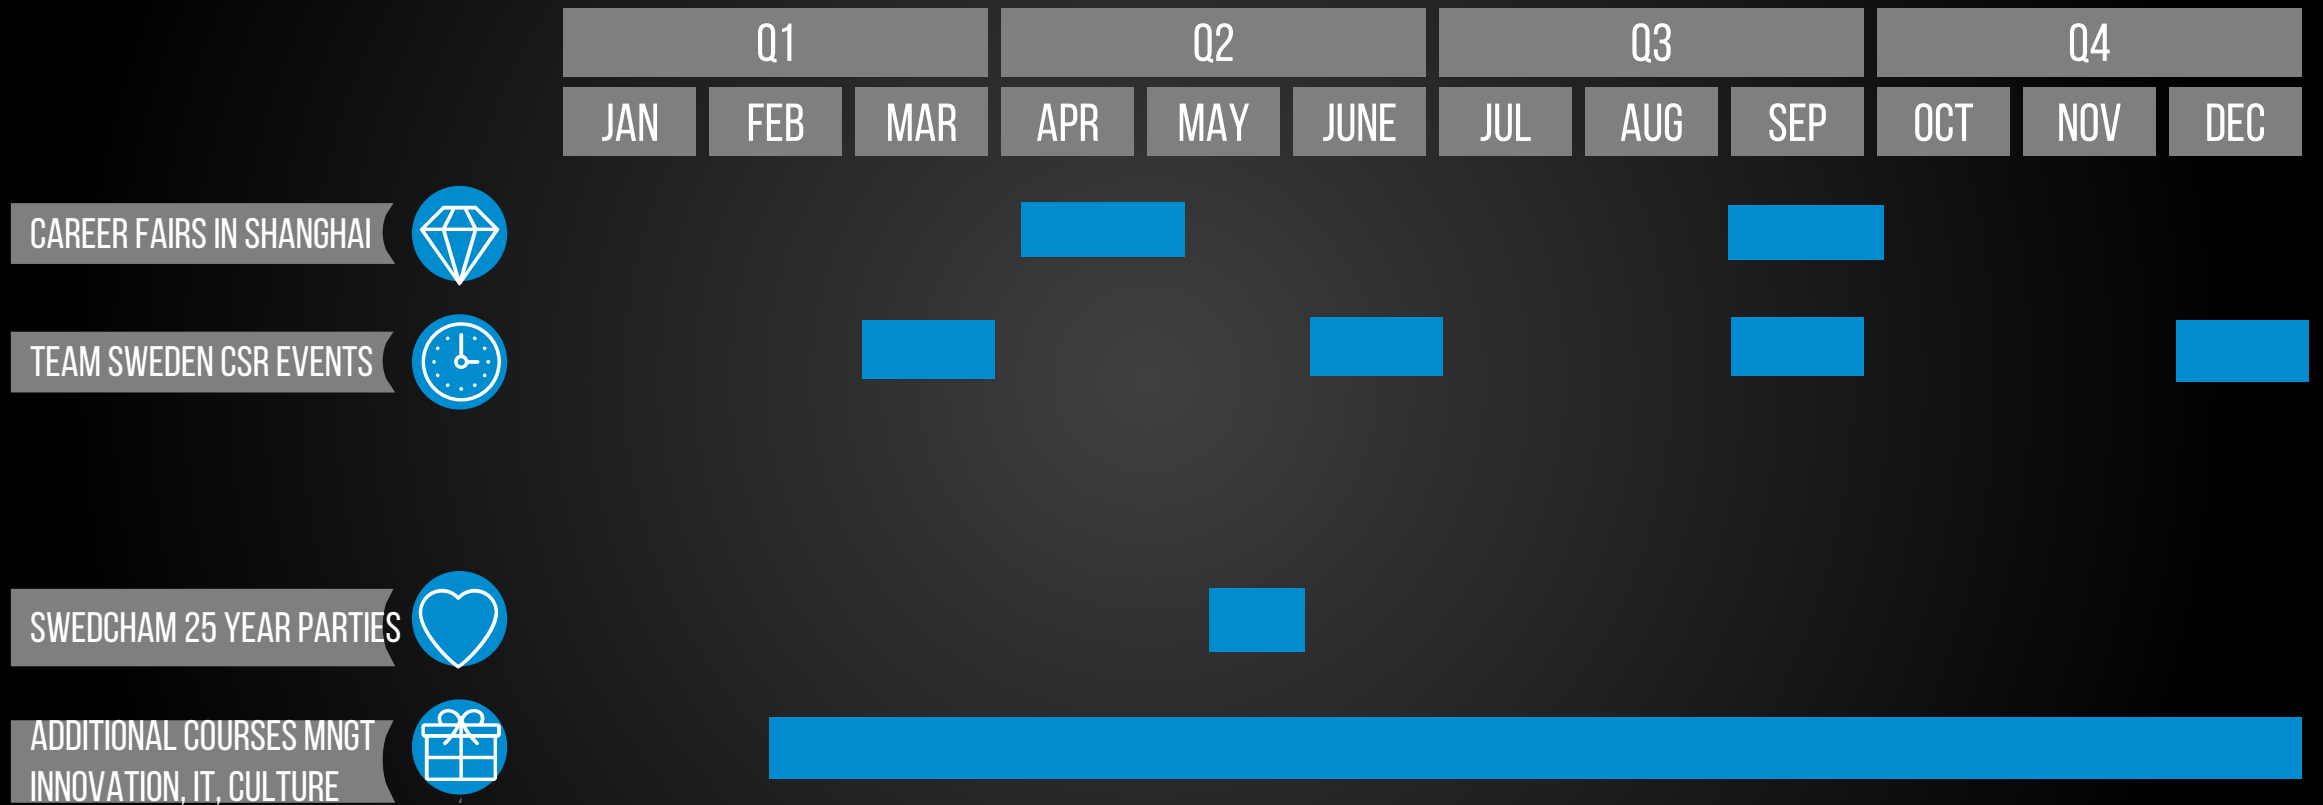 Q1 Q2 Q3 Q4
JAN FEB MAR APR MAY JUNE JUL AUG SEP OCT NOV DEC
CAREER FAIRS IN SHANGHAI
TEAM SWEDEN CSR EVENTS
SWEDCHAM 25 YEAR PARTIES
ADDITIONAL COURSES MNGT
INNOVATION, IT, CULTURE